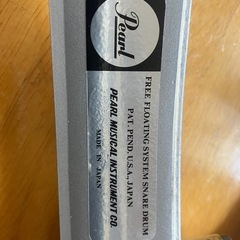 Pearl
FREE FLOATING SYSTEM SNARE DRUM
PAT. PEND. U.S.A., JAPAN
PEARL MUSICAL INSTRUMENT CO.
MADE IN JAPAN